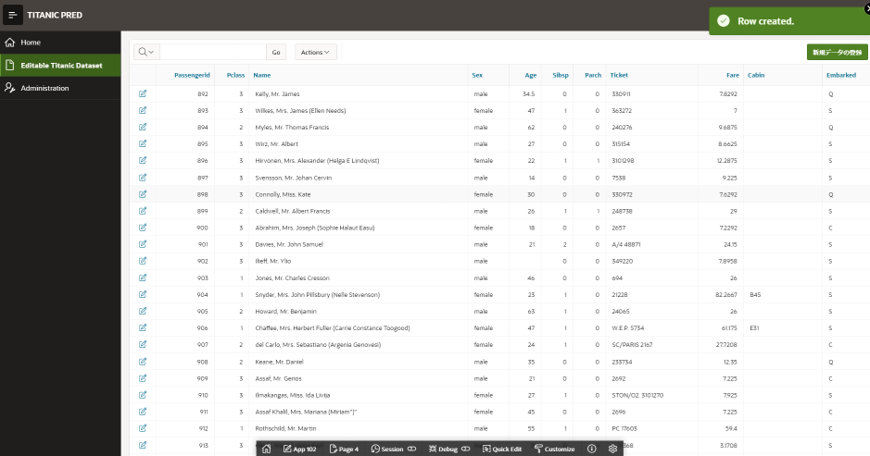 TITANIC PRED
Row created.
Home
Editable Titanic Dataset
Administration
Go
Actions
新規データの登録
PassengerId Pclass Name Sex Age Sibsp Parch Ticket Fare Cabin Embarked
892 3 Kelly, Mr. James male 34.5 0 0 330911 7.8292 Q
893 3 Wilkes, Mrs. James (Ellen Needs) female 47 1 0 363272 7 S
894 2 Myles, Mr. Thomas Francis male 62 0 0 240276 9.6875 Q
895 3 Wirz, Mr. Albert male 27 0 0 315154 8.6625 S
896 3 Hirvonen, Mrs. Alexander (Helga E Lindqvist) female 22 1 1 3101298 12.2875 S
897 3 Svensson, Mr. Johan Cervin male 14 0 0 7538 9.225 S
898 3 Connolly, Miss. Kate female 30 0 0 330972 7.6292 Q
899 2 Caldwell, Mr. Albert Francis male 26 1 1 248738 29 S
900 3 Abrahim, Mrs. Joseph (Sophie Halaut Easu) female 18 0 0 2657 7.2292 C
901 3 Davies, Mr. John Samuel male 21 2 0 A/4 48871 24.15 S
902 3 Ilieff, Mr. Ylio male 0 0 349220 7.8958 S
903 1 Jones, Mr. Charles Cresson male 46 0 0 694 26 S
904 1 Snyder, Mrs. John Pillsbury (Nelle Stevenson) female 23 1 0 21228 82.2667 B45 S
905 2 Howard, Mr. Benjamin male 63 1 0 24065 26 S
906 1 Chaffee, Mrs. Herbert Fuller (Carrie Constance Toogood) female 47 1 0 W.E.P. 5734 61.175 E31 S
907 2 del Carlo, Mrs. Sebastiano (Argenia Genovesi) female 24 1 0 SC/PARIS 2167 27.7208 C
908 2 Keane, Mr. Daniel male 35 0 0 233734 12.35 Q
909 3 Assaf, Mr. Gerios male 21 0 0 2692 7.225 C
910 3 Ilmakangas, Miss. Ida Livija female 27 1 0 STON/O2. 3101270 7.925 S
911 3 Assaf Khalil, Mrs. Mariana (Miriam")" female 45 0 0 2696 7.225 C
912 1 Rothschild, Mr. Martin male 55 1 0 PC 17603 59.4 C
913 3 3.1708 S
App 102 Page 4 Session Debug Quick Edit Customize